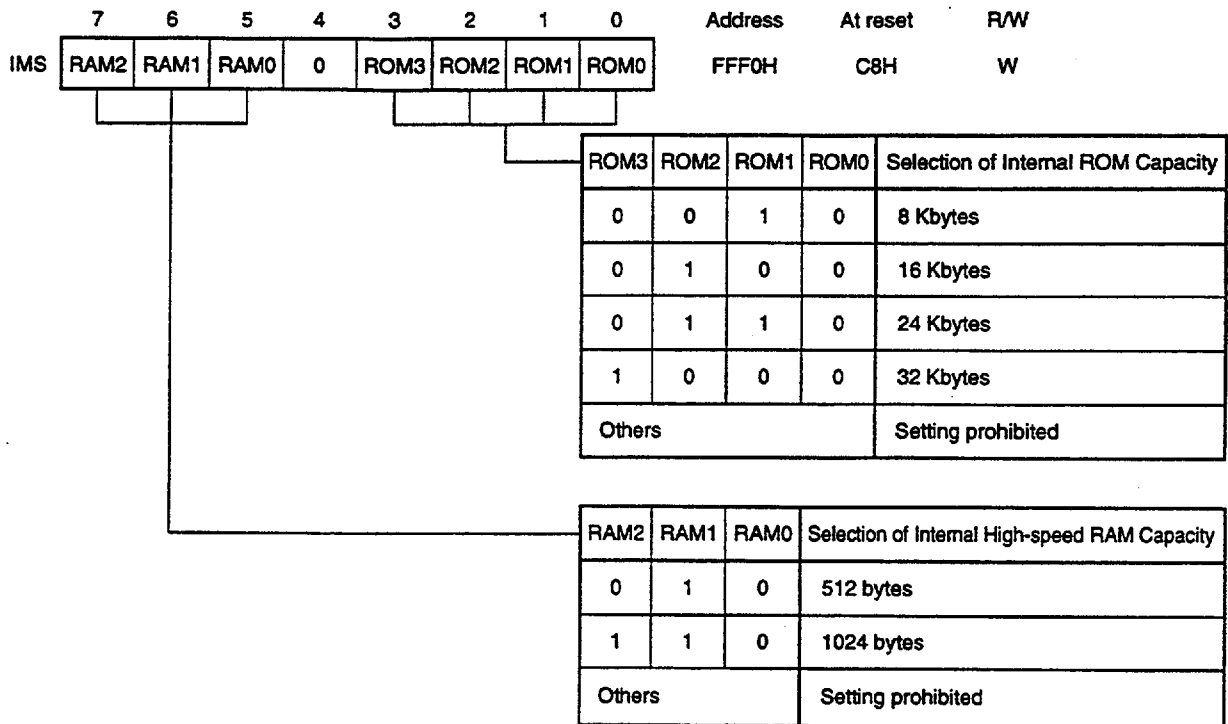 7 6 5 4 3 2 1 0 Address At reset R/W
IMS RAM2 RAM1 RAM0 0 ROM3 ROM2 ROM1 ROM0 FFF0H C8H W
ROM3 ROM2 ROM1 ROM0 Selection of Internal ROM Capacity
0 0 1 0 8 Kbytes
0 1 0 0 16 Kbytes
0 1 1 0 24 Kbytes
1 0 0 0 32 Kbytes
Others Setting prohibited
RAM2 RAM1 RAM0 Selection of Internal High-speed RAM Capacity
0 1 0 512 bytes
1 1 0 1024 bytes
Others Setting prohibited